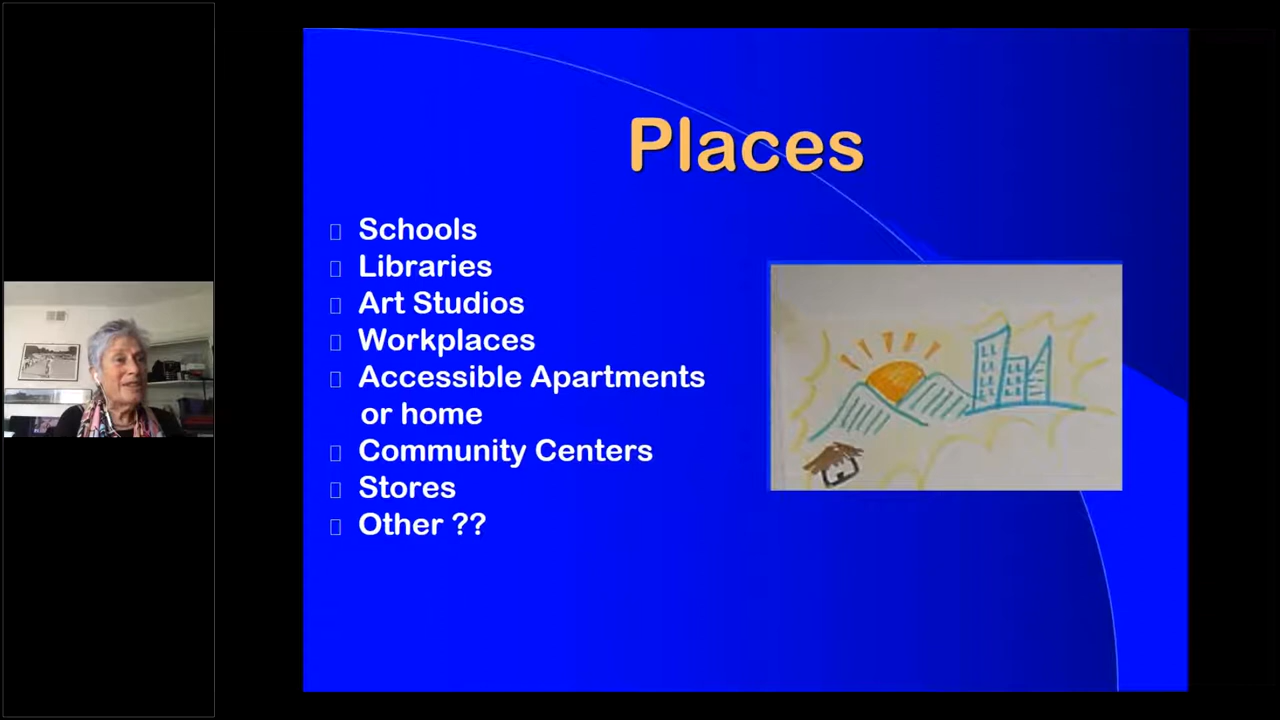 Places
Schools
Libraries
Art Studios
Workplaces
Accessible Apartments
or home
Community Centers
Stores
Other ??